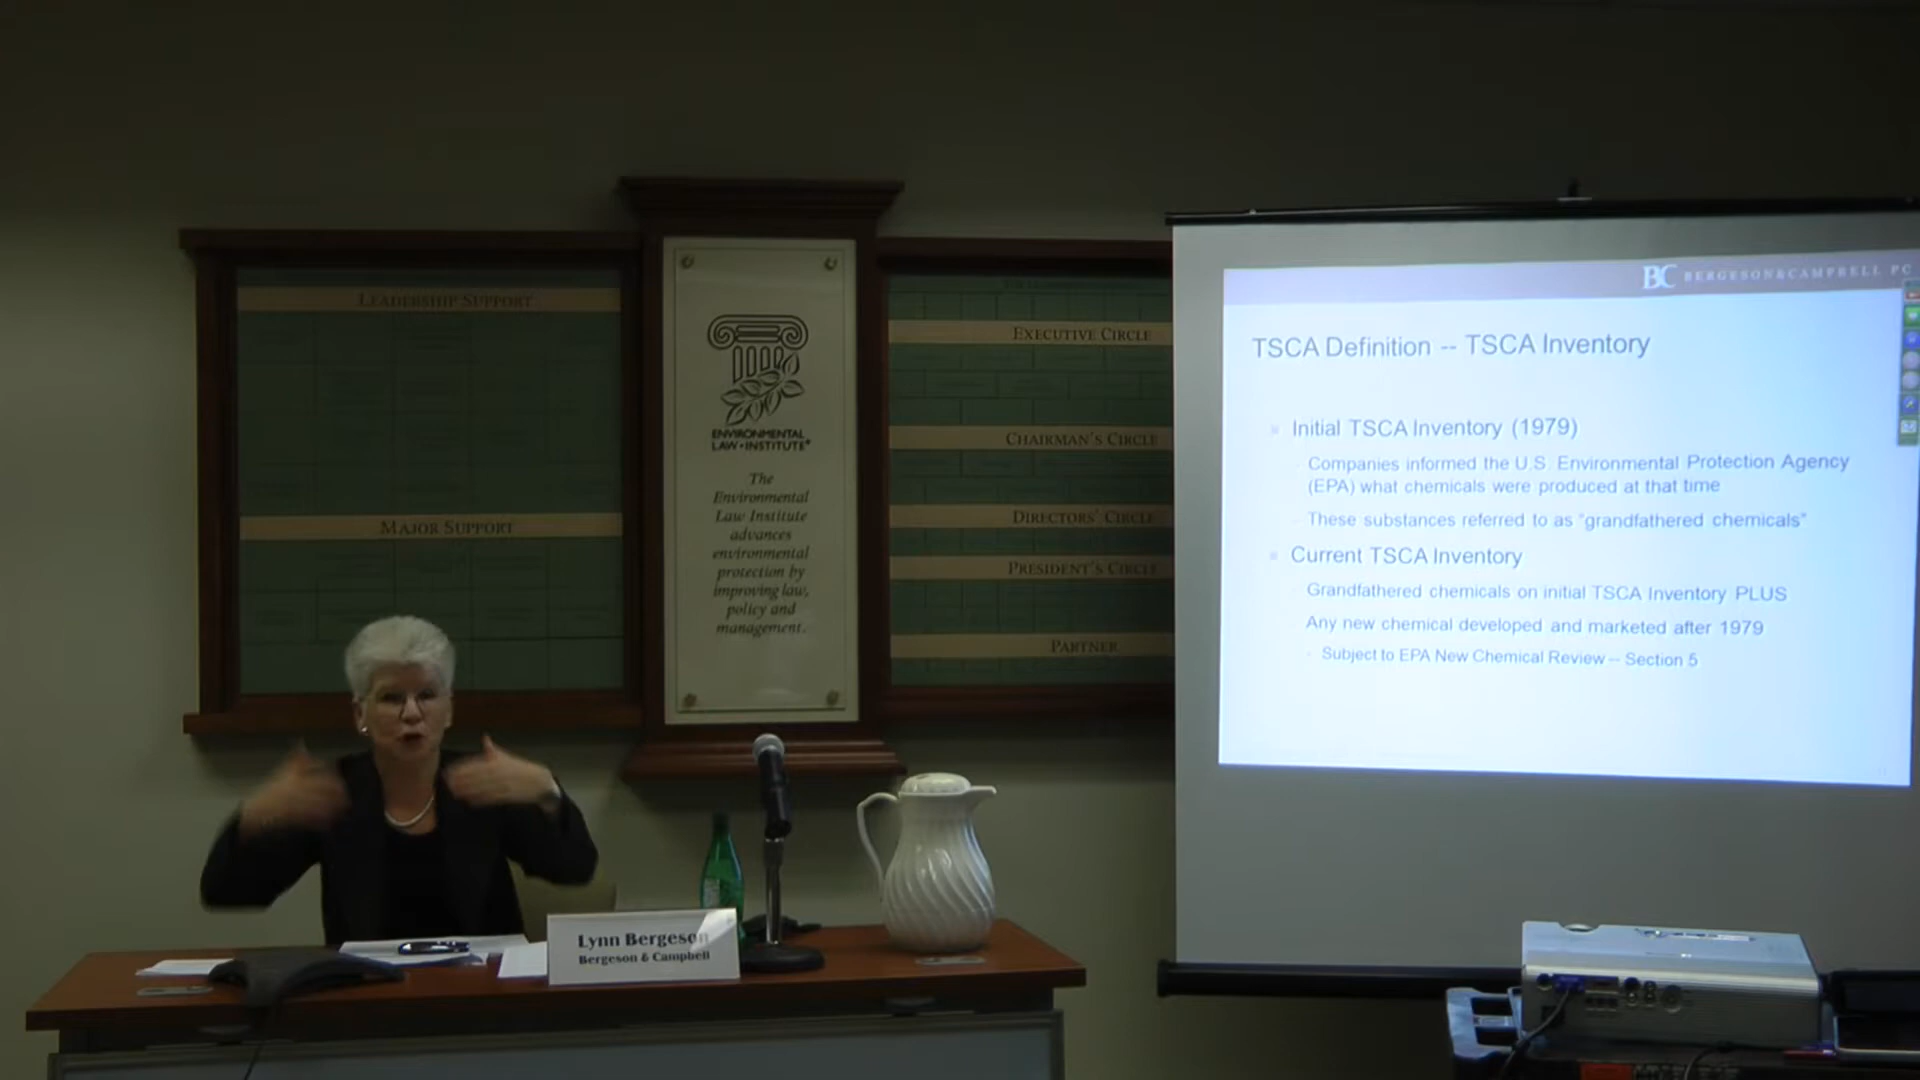 LEADERSHIP SUPPORT
MAJOR SUPPORT
ENVIRONMENTAL
LAW•INSTITUTE®
The
Environmental
Law Institute
advances
environmental
protection by
improving law,
policy and
management.
EXECUTIVE CIRCLE
CHAIRMAN'S CIRCLE
DIRECTORS' CIRCLE
PRESIDENT'S CIRCLE
PARTNER
BC BERGESON&CAMPBELL PC
TSCA Definition -- TSCA Inventory
Initial TSCA Inventory (1979)
Companies informed the U.S. Environmental Protection Agency
(EPA) what chemicals were produced at that time
These substances referred to as "grandfathered chemicals"
Current TSCA Inventory
Grandfathered chemicals on initial TSCA Inventory PLUS
Any new chemical developed and marketed after 1979
Subject to EPA New Chemical Review -- Section 5
Lynn Bergeson
Bergeson & Campbell